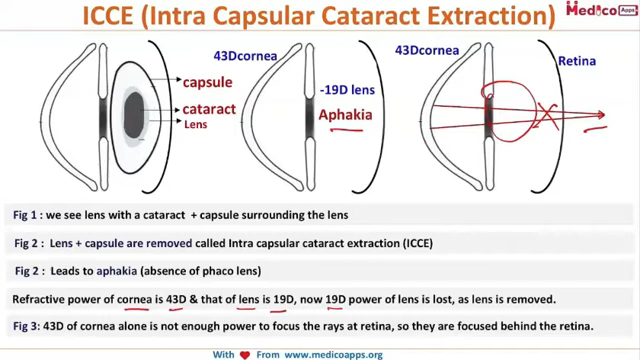 ICCE (Intra Capsular Cataract Extraction)
Medico Apps
43Dcornea
43Dcornea
Retina
capsule
-19D lens
cataract
Aphakia
Lens
Fig 1 : we see lens with a cataract + capsule surrounding the lens
Fig 2 : Lens + capsule are removed called Intra capsular cataract extraction (ICCE)
Fig 2 : Leads to aphakia (absence of phaco lens)
Refractive power of cornea is 43D & that of lens is 19D, now 19D power of lens is lost, as lens is removed.
Fig 3: 43D of cornea alone is not enough power to focus the rays at retina, so they are focused behind the retina.
With ❤ From www.medicoapps.org